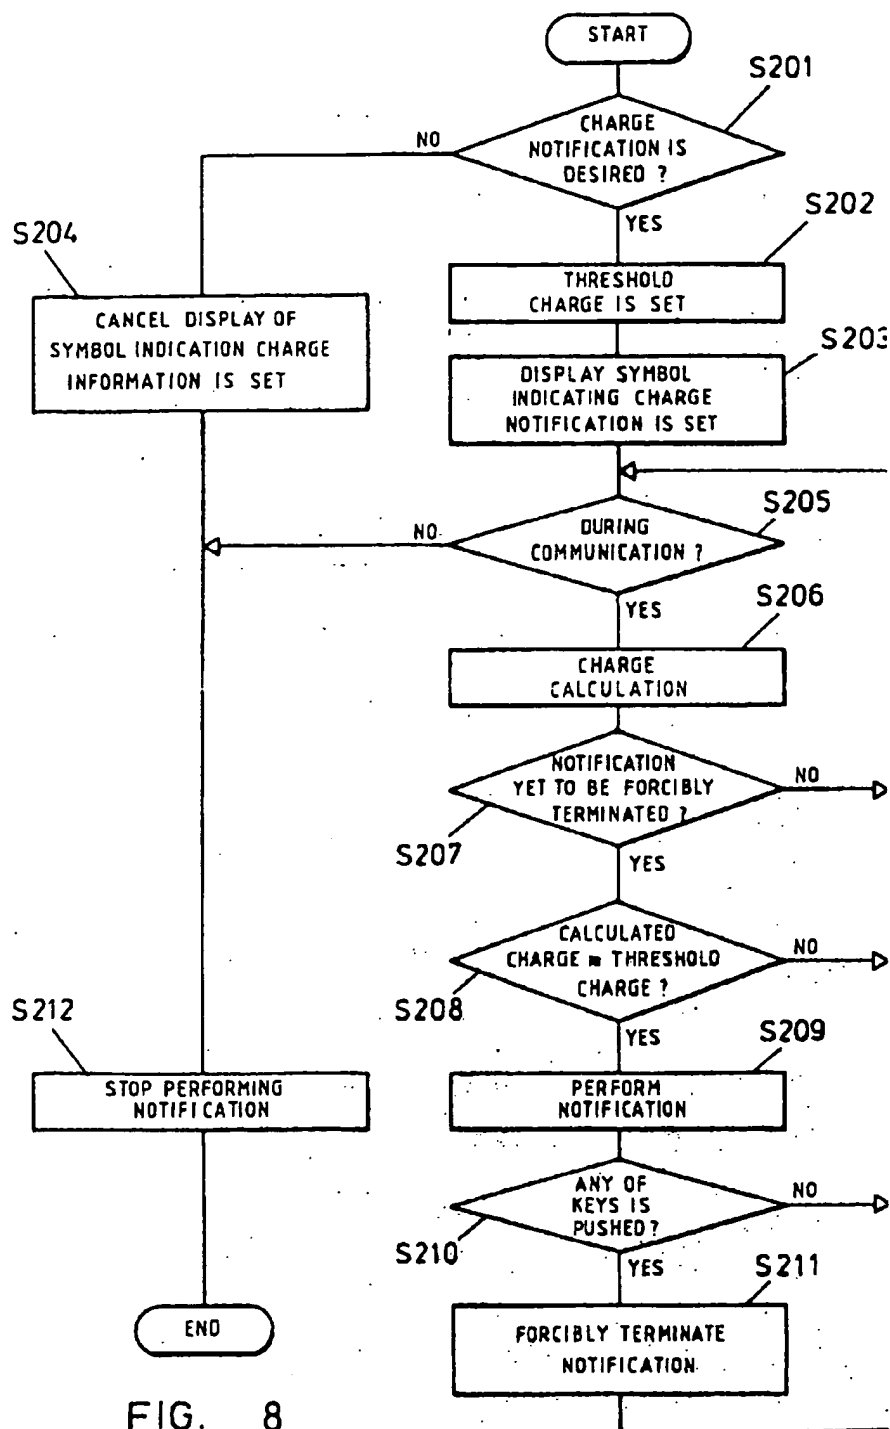 START
S201
CHARGE
NOTIFICATION IS
DESIRED ?
NO
YES
S202
THRESHOLD
CHARGE IS SET
S204
CANCEL DISPLAY OF
SYMBOL INDICATION CHARGE
INFORMATION IS SET
S203
DISPLAY SYMBOL
INDICATING CHARGE
NOTIFICATION IS SET
S205
DURING
COMMUNICATION ?
NO
YES
S206
CHARGE
CALCULATION
NOTIFICATION
YET TO BE FORCIBLY
TERMINATED ?
NO
S207
YES
CALCULATED
CHARGE ≈ THRESHOLD
CHARGE ?
NO
S208
YES
S212
STOP PERFORMING
NOTIFICATION
S209
PERFORM
NOTIFICATION
ANY OF
KEYS IS
PUSHED ?
NO
S210
YES
S211
FORCIBLY TERMINATE
NOTIFICATION
END
FIG. 8